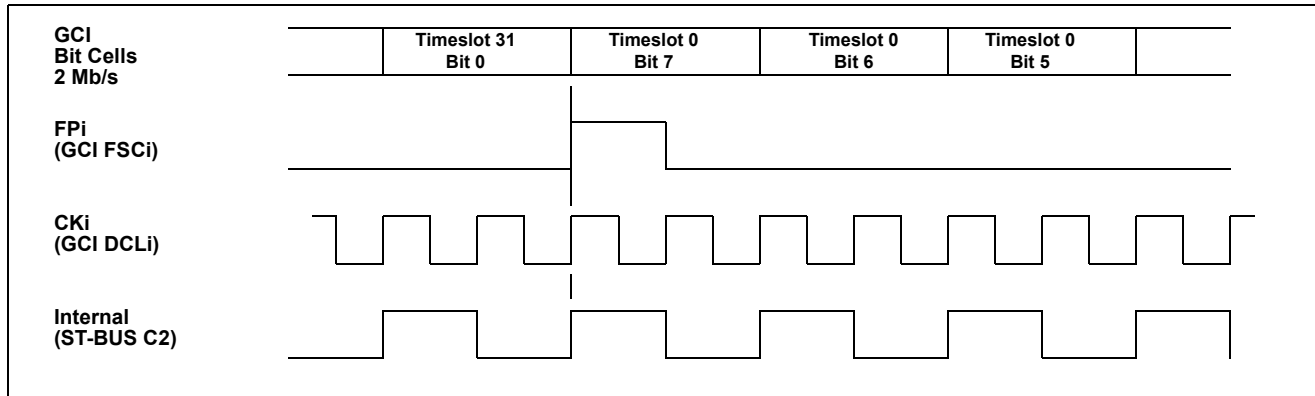 GCI
Bit Cells
2 Mb/s
Timeslot 31
Bit 0
Timeslot 0
Bit 7
Timeslot 0
Bit 6
Timeslot 0
Bit 5
FPi
(GCI FSCi)
CKi
(GCI DCLi)
Internal
(ST-BUS C2)